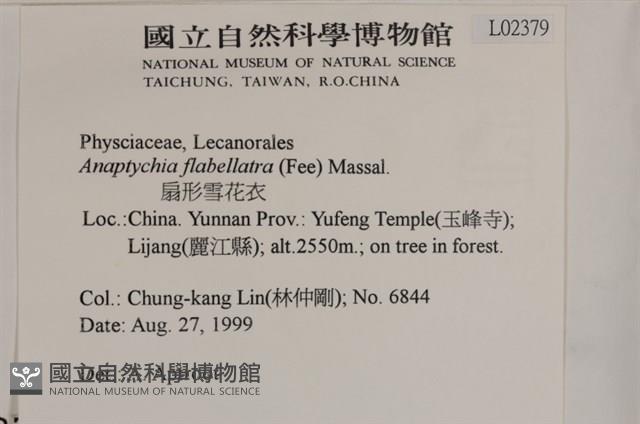 國立自然科學博物館
L02379
NATIONAL MUSEUM OF NATURAL SCIENCE
TAICHUNG, TAIWAN, R.O.CHINA
Physciaceae, Lecanorales
Anaptychia flabellatra (Fee) Massal.
扇形雪花衣
Loc.:China. Yunnan Prov.: Yufeng Temple(玉峰寺);
Lijang(麗江縣); alt.2550m.; on tree in forest.
Col.: Chung-kang Lin(林仲剛); No. 6844
Date: Aug. 27, 1999
國立自然科學博物館
NATIONAL MUSEUM OF NATURAL SCIENCE